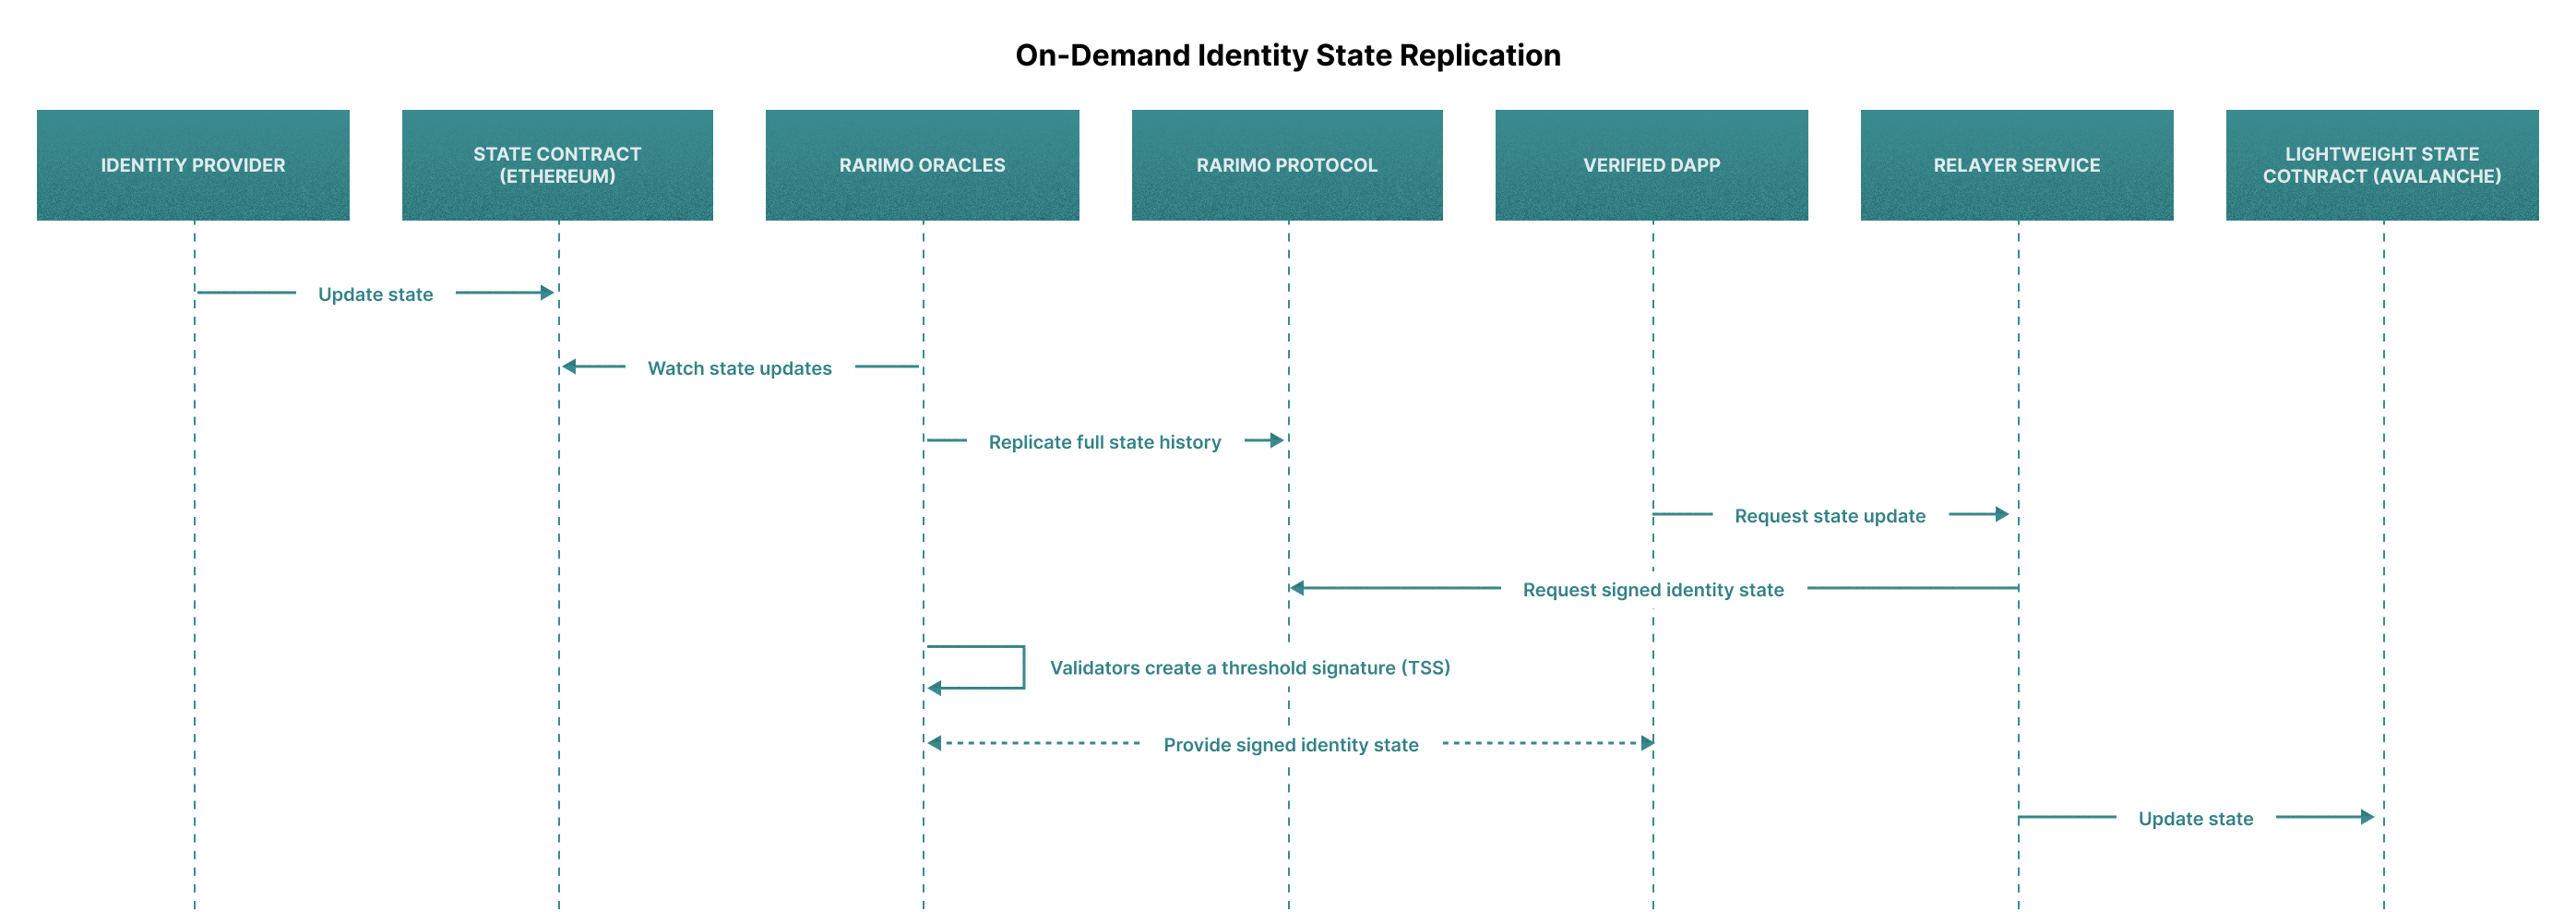 On-Demand Identity State Replication
IDENTITY PROVIDER
STATE CONTRACT
(ETHEREUM)
RARIMO ORACLES
RARIMO PROTOCOL
VERIFIED DAPP
RELAYER SERVICE
LIGHTWEIGHT STATE
COTNRACT (AVALANCHE)
Update state
Watch state updates
Replicate full state history
Request state update
Request signed identity state
Validators create a threshold signature (TSS)
Provide signed identity state
Update state